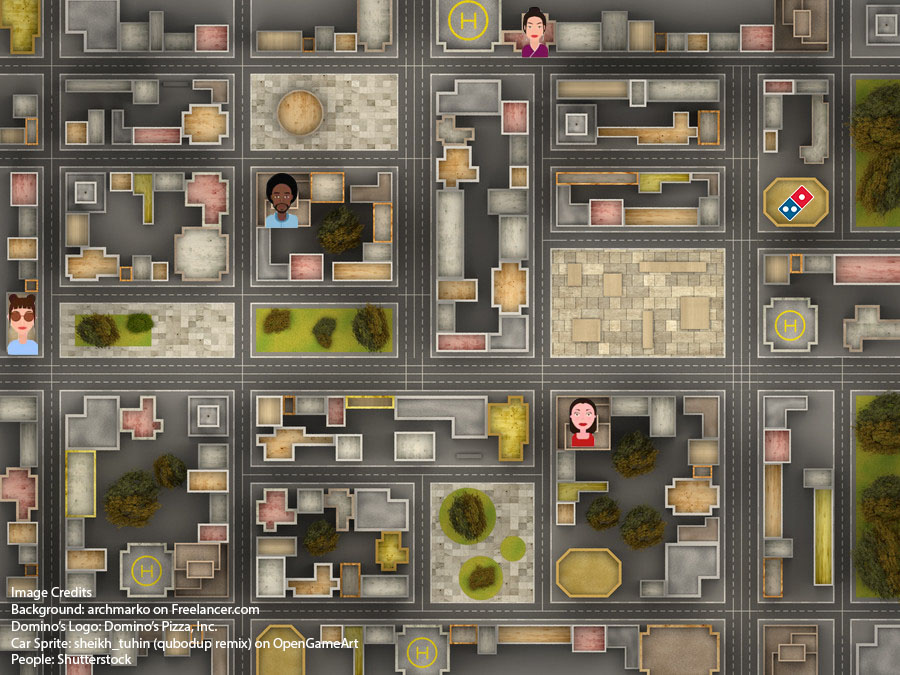 H
H
H
Image Credits
Background: archmarko on Freelancer.com
Domino's Logo: Domino's Pizza, Inc.
Car Sprite: sheikh_tuhin (qubodup remix) on OpenGameArt
People: Shutterstock
H